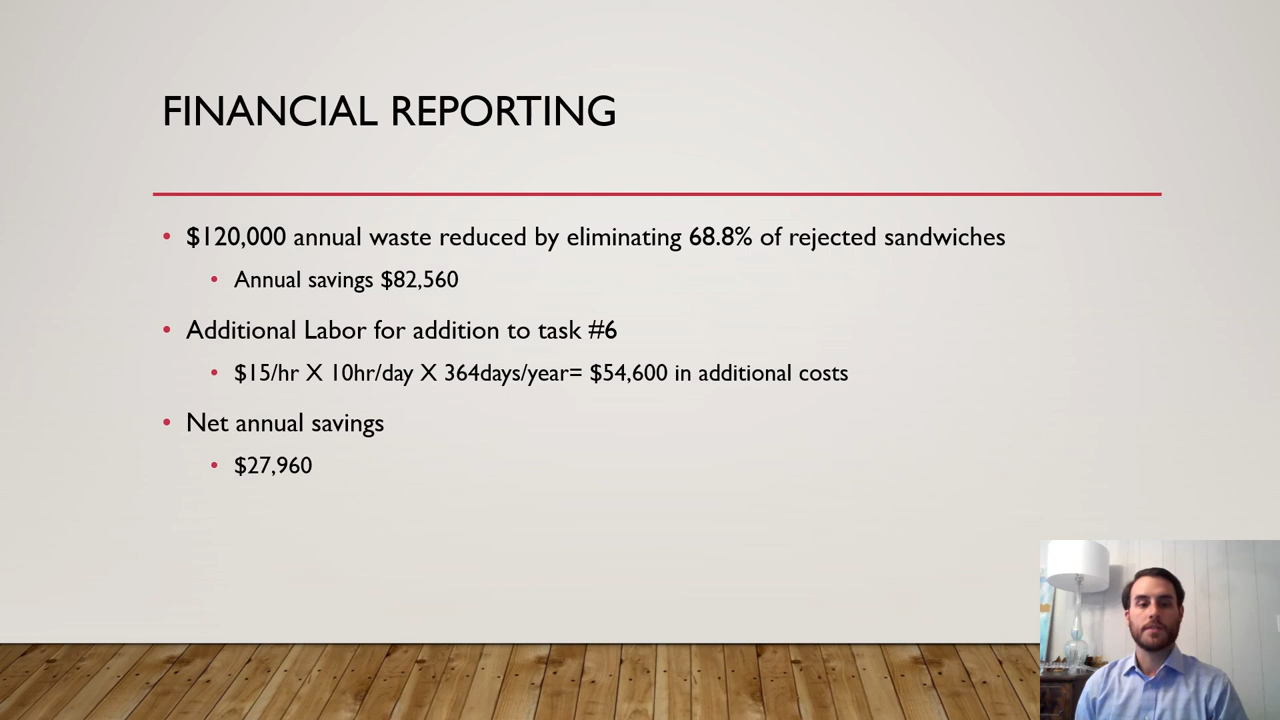 FINANCIAL REPORTING
• $120,000 annual waste reduced by eliminating 68.8% of rejected sandwiches
• Annual savings $82,560
• Additional Labor for addition to task #6
• $15/hr X 10hr/day X 364days/year= $54,600 in additional costs
• Net annual savings
• $27,960